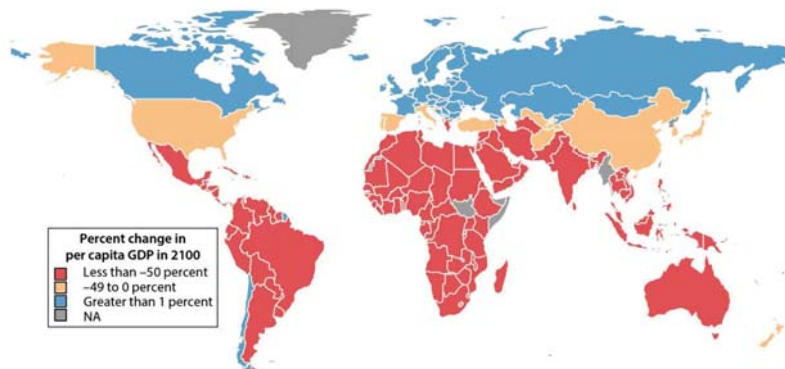 Percent change in
per capita GDP in 2100
Less than –50 percent
–49 to 0 percent
Greater than 1 percent
NA